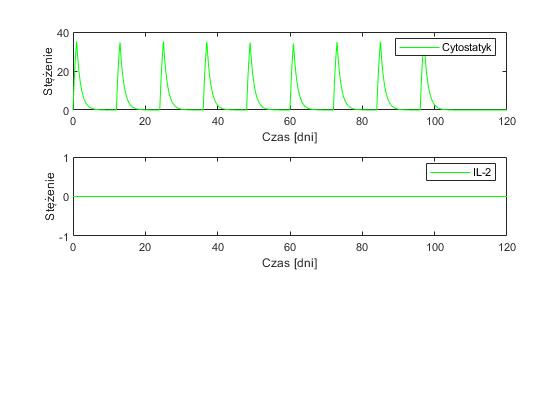 40
20
0
Stężenie
Cytostatyk
0 20 40 60 80 100 120
Czas [dni]
1
0
-1
Stężenie
IL-2
0 20 40 60 80 100 120
Czas [dni]